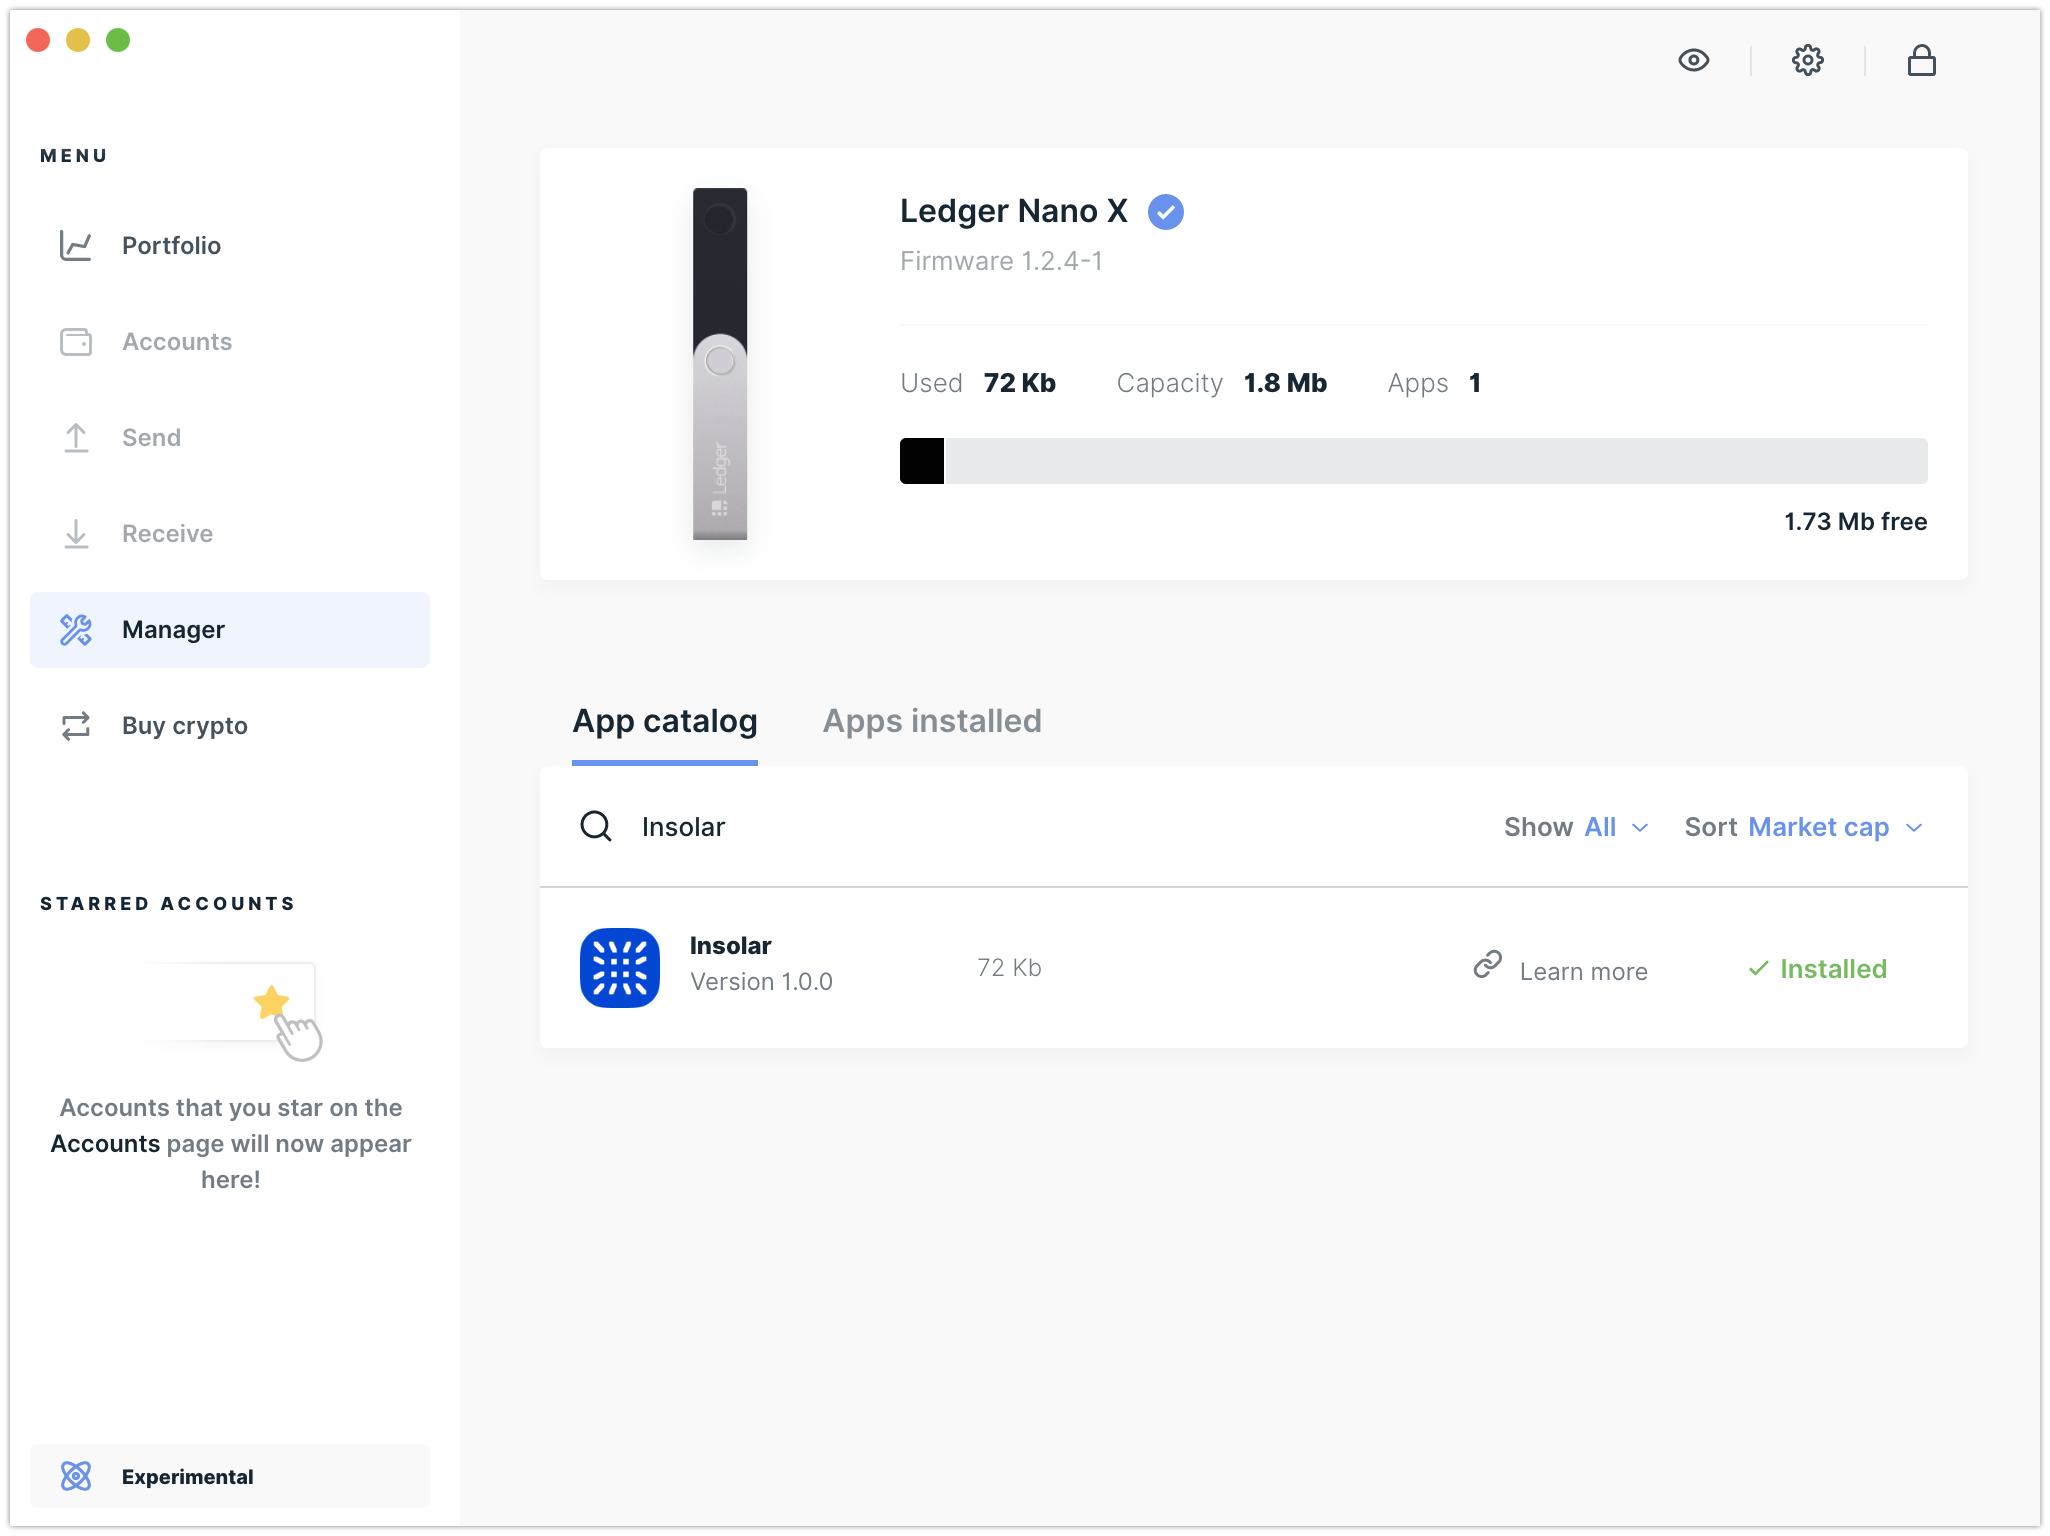 MENU
Portfolio
Accounts
Send
Receive
Manager
Buy crypto
STARRED ACCOUNTS
Accounts that you star on the
Accounts page will now appear
here!
Experimental
Ledger
Ledger Nano X
Firmware 1.2.4-1
Used 72 Kb Capacity 1.8 Mb Apps 1
1.73 Mb free
App catalog Apps installed
Insolar Show All Sort Market cap
Insolar
Version 1.0.0
72 Kb
Learn more
Installed